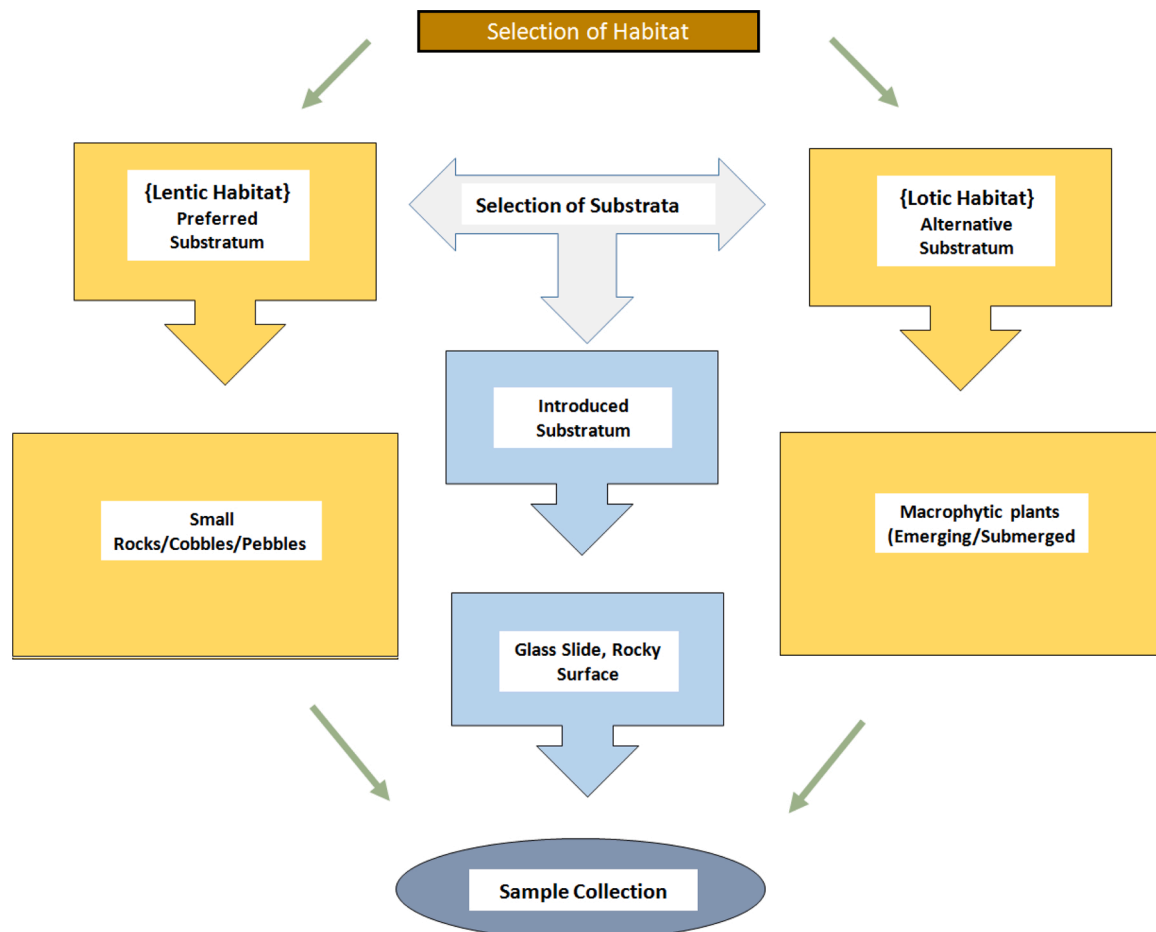 Selection of Habitat
{Lentic Habitat}
Preferred
Substratum
Selection of Substrata
{Lotic Habitat}
Alternative
Substratum
Introduced
Substratum
Small
Rocks/Cobbles/Pebbles
Macrophytic plants
(Emerging/Submerged
Glass Slide, Rocky
Surface
Sample Collection